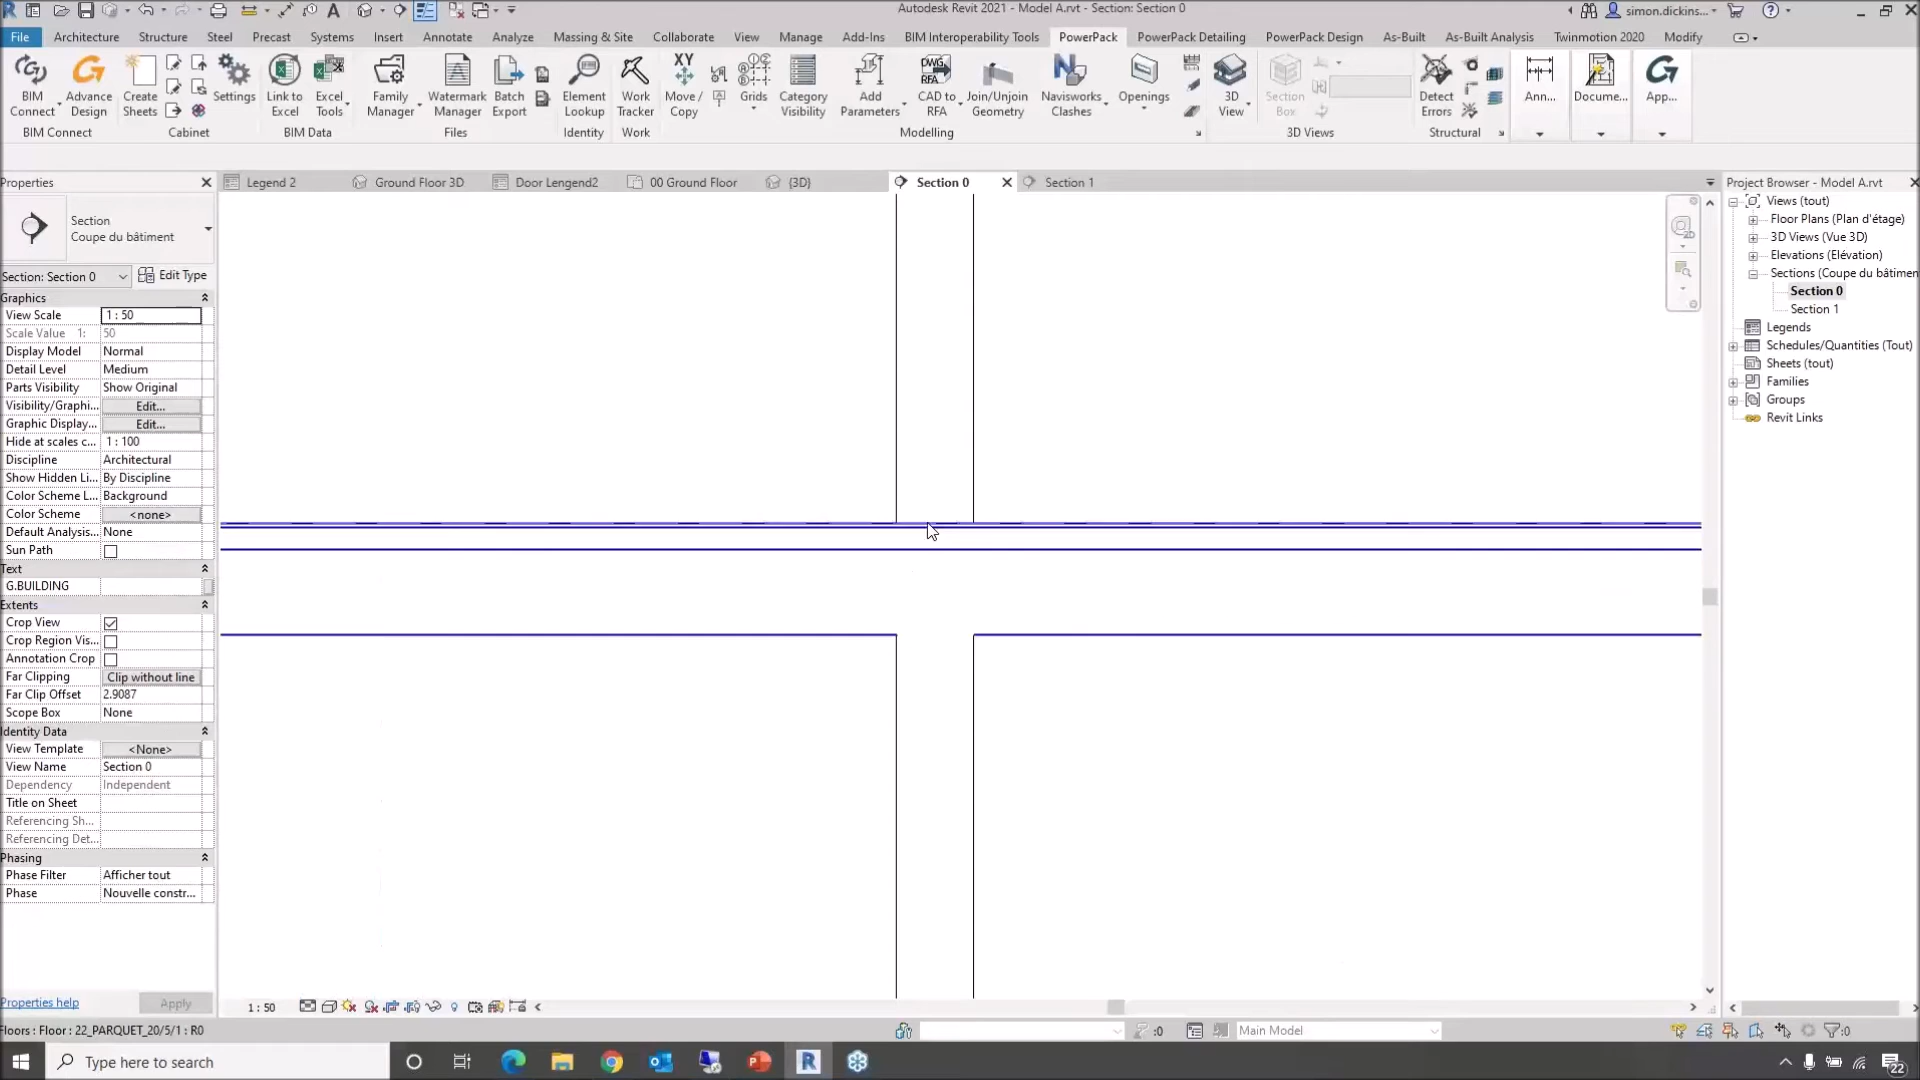 Autodesk Revit 2021 - Model A.rvt - Section: Section 0
simon.dickins...
File Architecture Structure Steel Precast Systems Insert Annotate Analyze Massing & Site Collaborate View Manage Add-Ins BIM Interoperability Tools PowerPack PowerPack Detailing PowerPack Design As-Built As-Built Analysis Twinmotion 2020 Modify
BIM Connect
Advance Design
Create Sheets
Settings
Link to Excel
Excel Tools
Family Manager
Watermark Manager
Batch Export
Element Lookup
Work Tracker
XY
Move / Copy
Grids
Category Visibility
Add Parameters
DWG RFA
CAD to RFA
Join/Unjoin Geometry
Navisworks Clashes
Openings
3D View
Section Box
Detect Errors
Ann...
Docume...
App...
BIM Connect Cabinet BIM Data Files Identity Work Modelling 3D Views Structural
Properties
Legend 2 Ground Floor 3D Door Lengend2 00 Ground Floor {3D} Section 0 Section 1
Section
Coupe du bâtiment
Section: Section 0 Edit Type
Graphics
View Scale 1 : 50
Scale Value 1: 50
Display Model Normal
Detail Level Medium
Parts Visibility Show Original
Visibility/Graphi... Edit...
Graphic Display... Edit...
Hide at scales c... 1 : 100
Discipline Architectural
Show Hidden Li... By Discipline
Color Scheme L... Background
Color Scheme <none>
Default Analysis... None
Sun Path
Text
G.BUILDING
Extents
Crop View
Crop Region Vis...
Annotation Crop
Far Clipping Clip without line
Far Clip Offset 2.9087
Scope Box None
Identity Data
View Template <None>
View Name Section 0
Dependency Independent
Title on Sheet
Referencing Sh...
Referencing Det...
Phasing
Phase Filter Afficher tout
Phase Nouvelle constr...
Properties help Apply
2D
Project Browser - Model A.rvt
Views (tout)
Floor Plans (Plan d'étage)
3D Views (Vue 3D)
Elevations (Elévation)
Sections (Coupe du bâtimen
Section 0
Section 1
Legends
Schedules/Quantities (Tout)
Sheets (tout)
Families
Groups
Revit Links
1 : 50
Floors : Floor : 22_PARQUET_20/5/1 : R0
:0
Main Model
:0
Type here to search
22